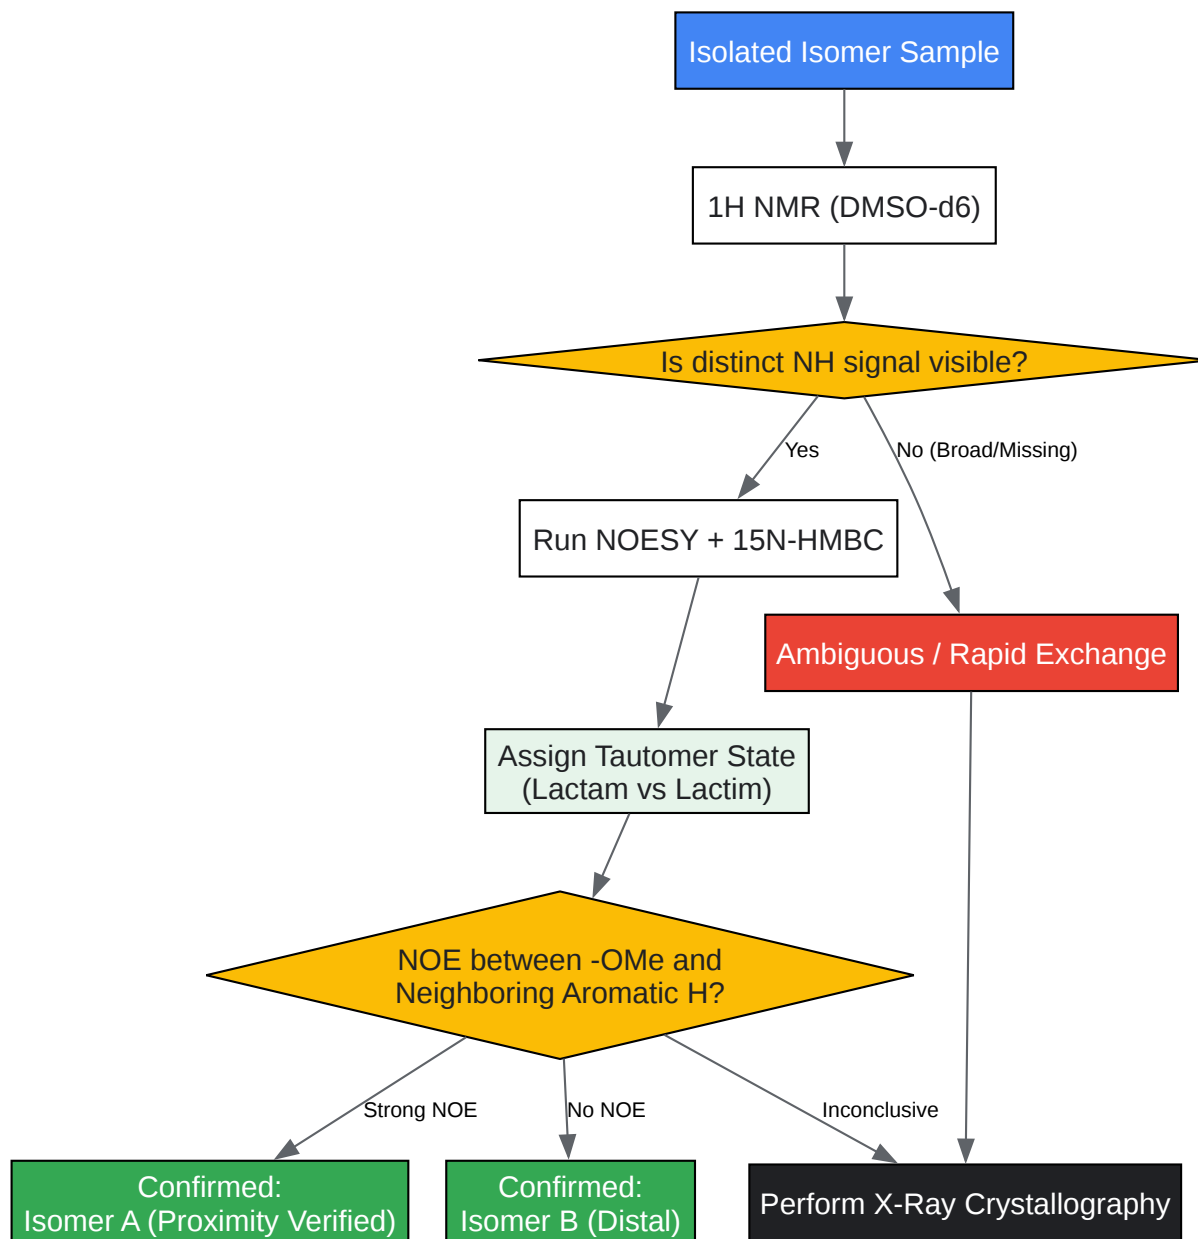 Isolated Isomer Sample
1H NMR (DMSO-d6)
Is distinct NH signal visible?
Yes
No (Broad/Missing)
Run NOESY + 15N-HMBC
Ambiguous / Rapid Exchange
Assign Tautomer State
(Lactam vs Lactim)
NOE between -OMe and
Neighboring Aromatic H?
Strong NOE
No NOE
Inconclusive
Confirmed:
Isomer A (Proximity Verified)
Confirmed:
Isomer B (Distal)
Perform X-Ray Crystallography